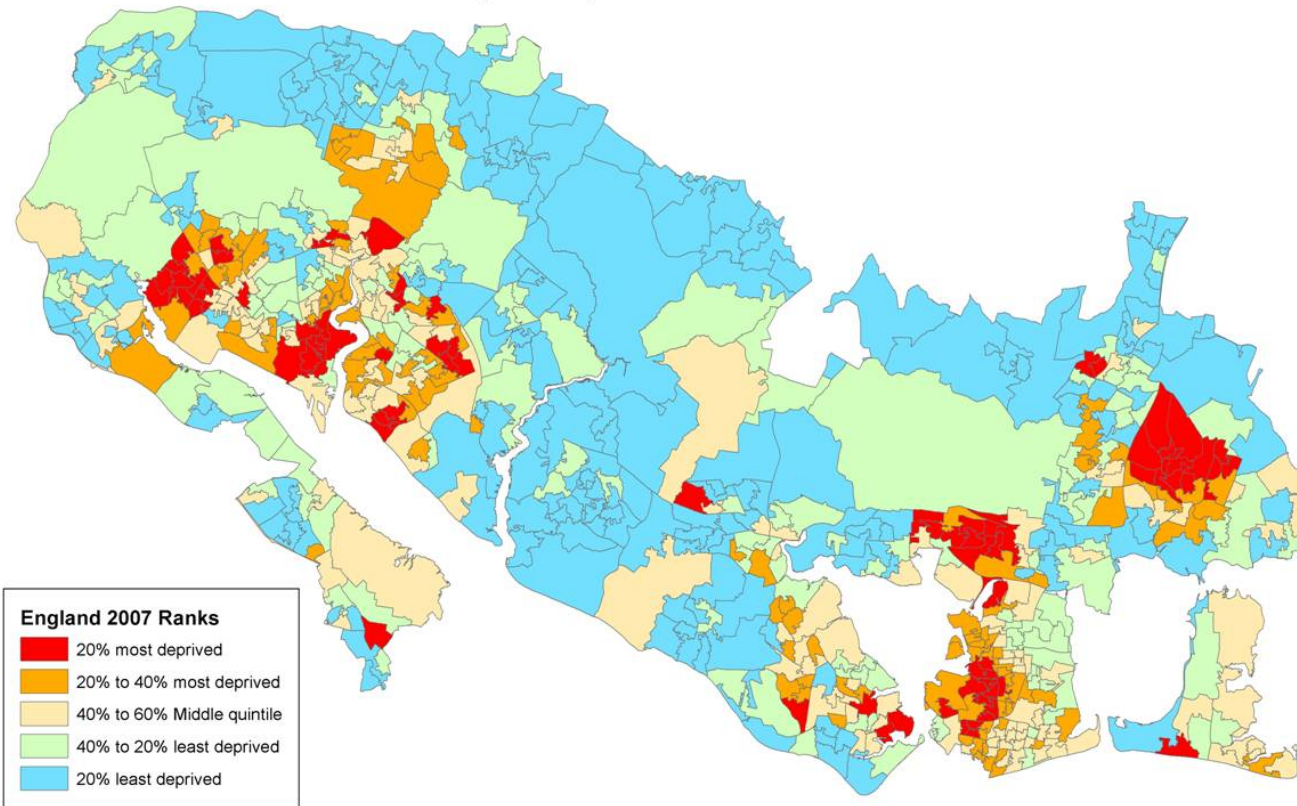 England 2007 Ranks
20% most deprived
20% to 40% most deprived
40% to 60% Middle quintile
40% to 20% least deprived
20% least deprived